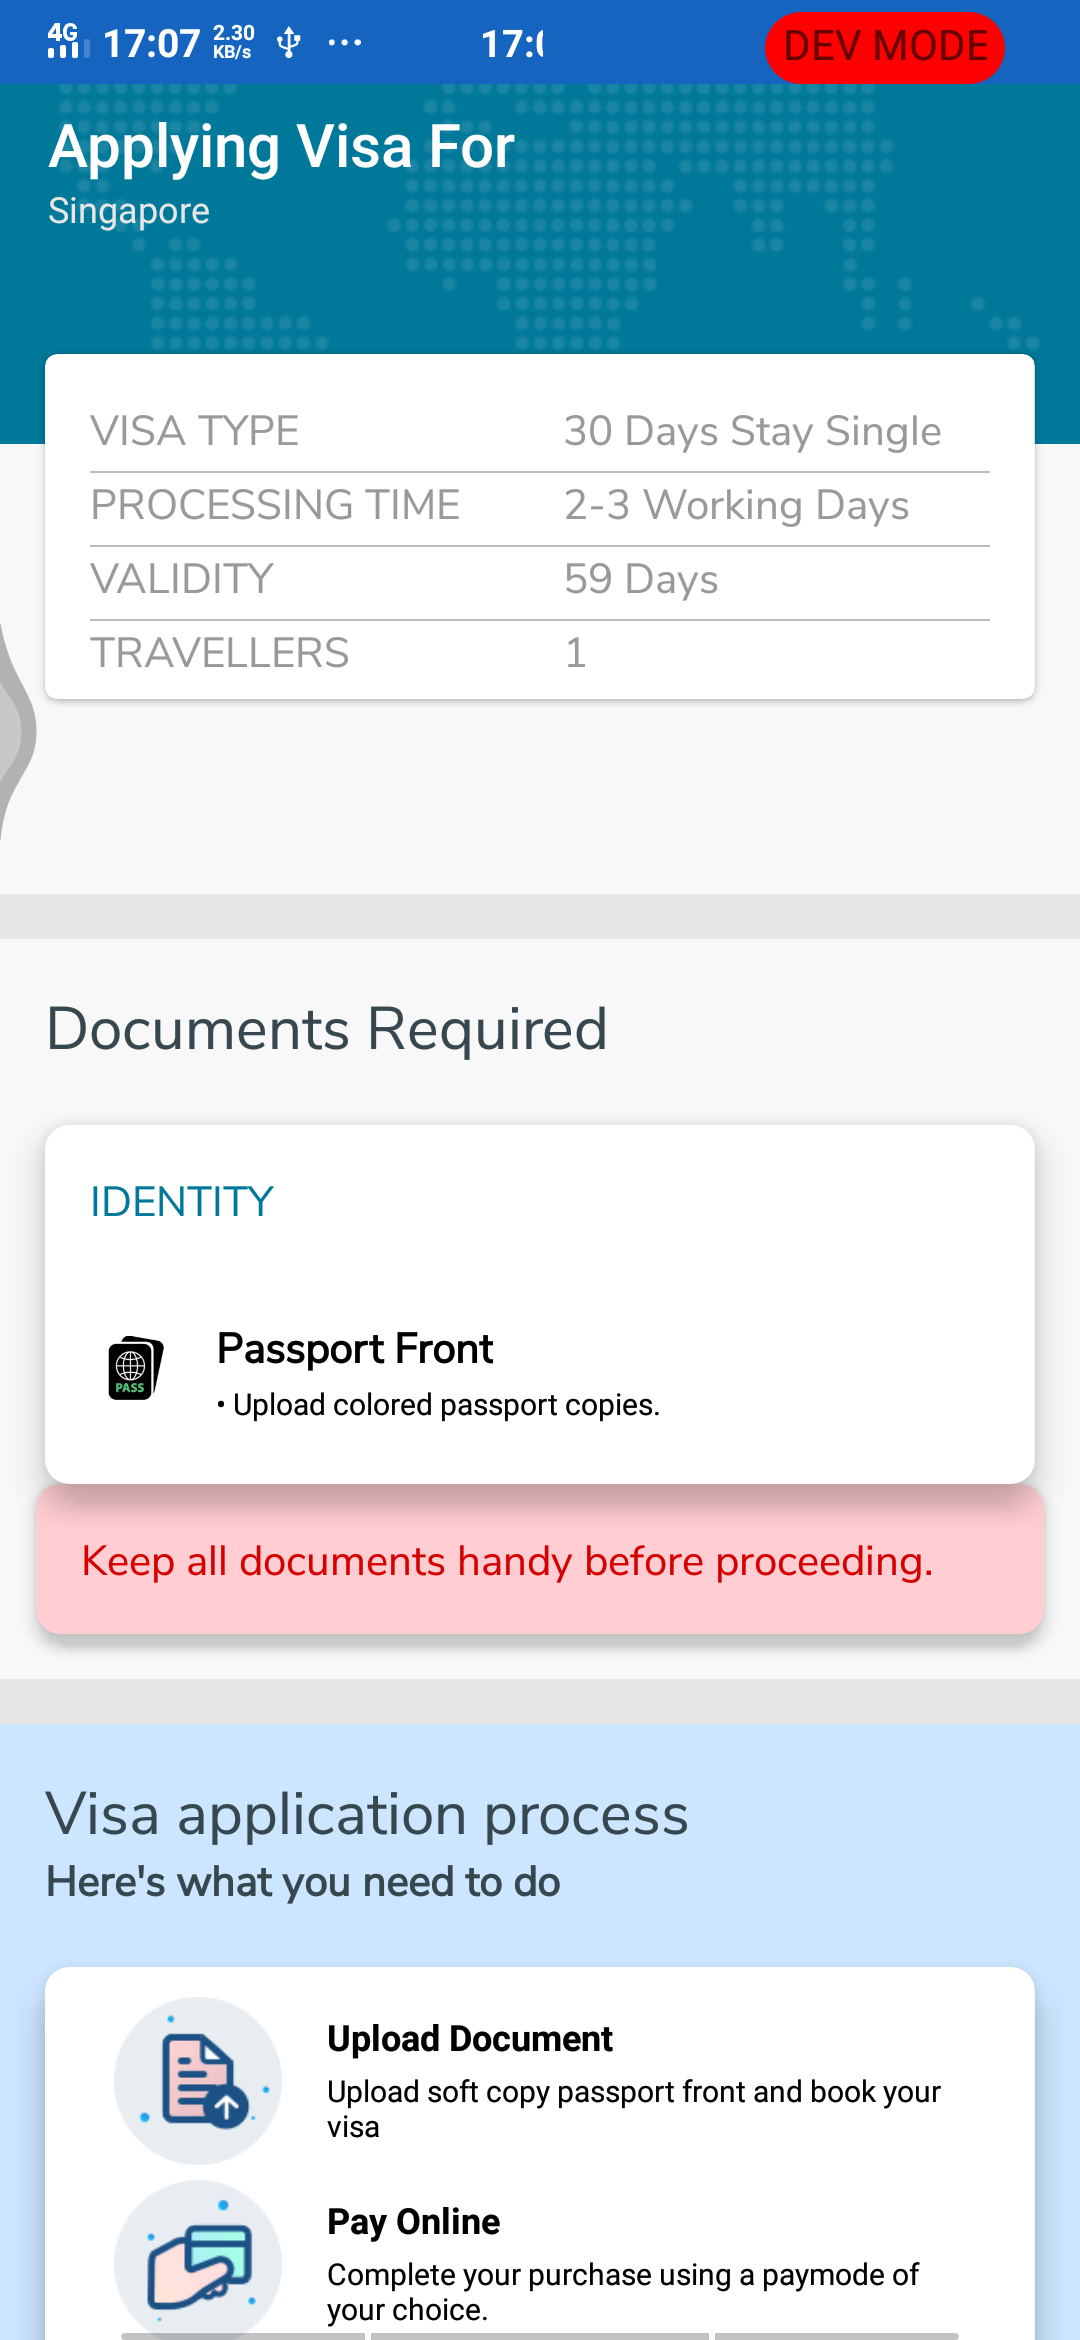 4G 17:07 2.30 KB/s ... 17:0 DEV MODE
Applying Visa For
Singapore
VISA TYPE 30 Days Stay Single
PROCESSING TIME 2-3 Working Days
VALIDITY 59 Days
TRAVELLERS 1
Documents Required
IDENTITY
Passport Front
PASS
• Upload colored passport copies.
Keep all documents handy before proceeding.
Visa application process
Here's what you need to do
Upload Document
Upload soft copy passport front and book your
visa
Pay Online
Complete your purchase using a paymode of
your choice.